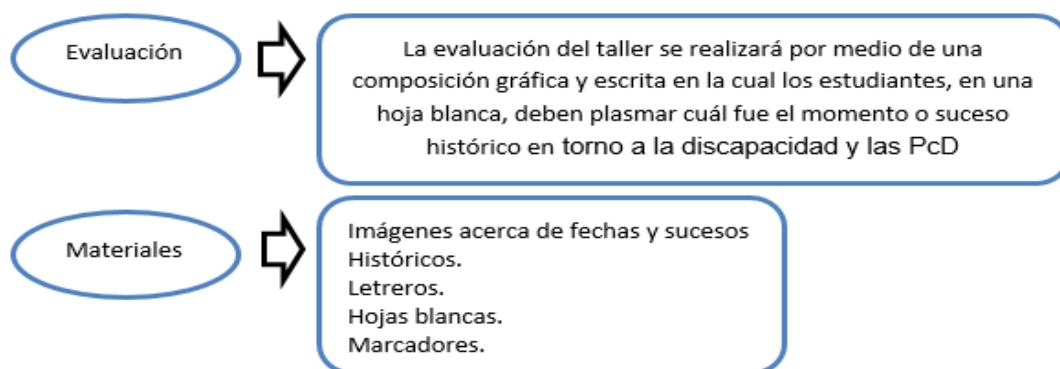 Evaluación
La evaluación del taller se realizará por medio de una
composición gráfica y escrita en la cual los estudiantes, en una
hoja blanca, deben plasmar cuál fue el momento o suceso
histórico en torno a la discapacidad y las PcD
Materiales
Imágenes acerca de fechas y sucesos
Históricos.
Letreros.
Hojas blancas.
Marcadores.